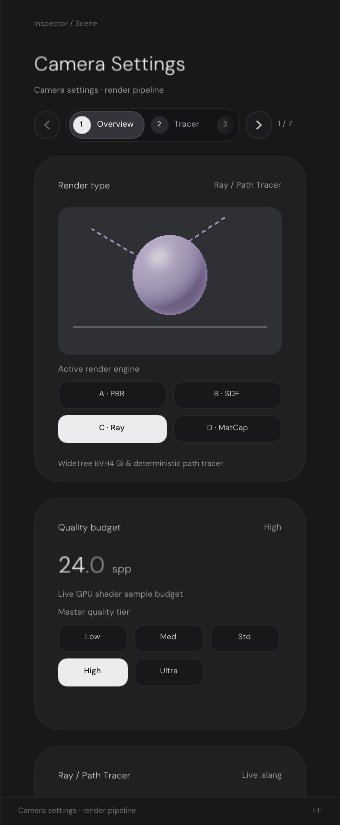 Inspector / Scene
Camera Settings
Camera settings · render pipeline
1 Overview 2 Tracer 3 1 / 7
Render type Ray / Path Tracer
Active render engine
A · PBR B · SDF
C · Ray D · MatCap
WideTree BVH4 GI & deterministic path tracer
Quality budget High
24.0 spp
Live GPU shader sample budget
Master quality tier
Low Med Std
High Ultra
Ray / Path Tracer Live .slang
Camera settings · render pipeline